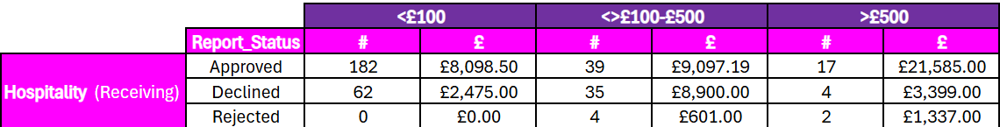 <£100 <>£100-£500 >£500
Report_Status # £ # £ # £
Approved 182 £8,098.50 39 £9,097.19 17 £21,585.00
Hospitality (Receiving) Declined 62 £2,475.00 35 £8,900.00 4 £3,399.00
Rejected 0 £0.00 4 £601.00 2 £1,337.00